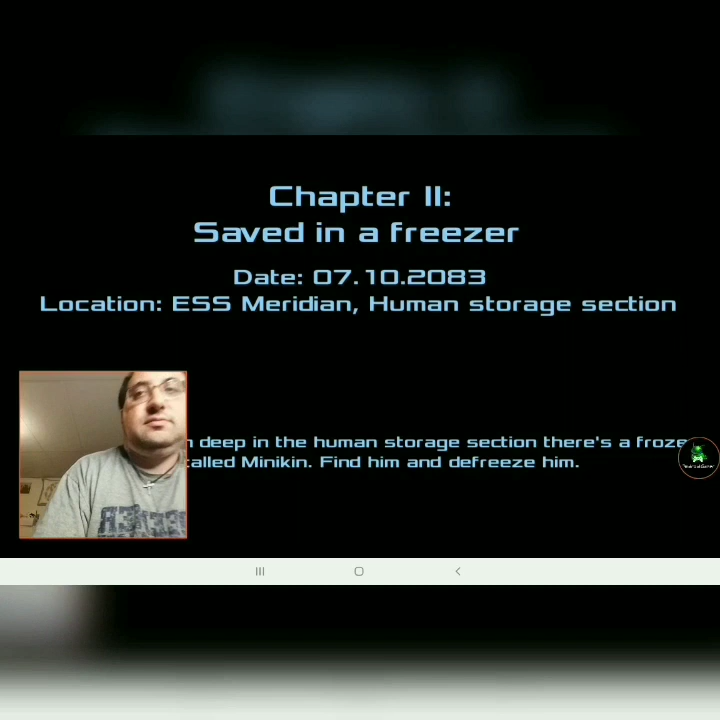 Chapter II:
Saved in a freezer
Date: 07.10.2083
Location: ESS Meridian, Human storage section
deep in the human storage section there's a froze
called Minikin. Find him and defreeze him.